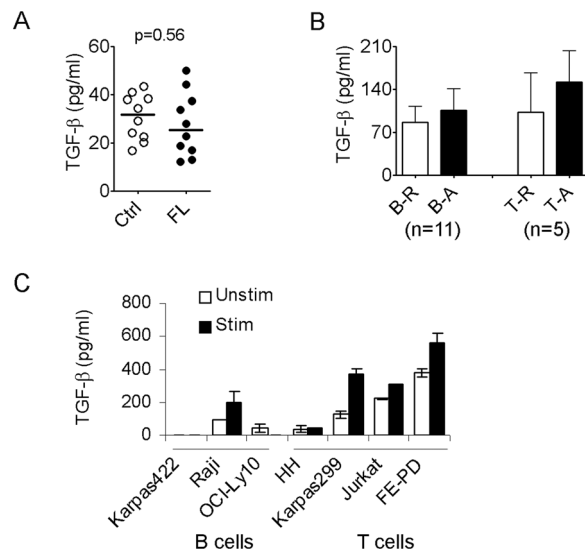 A
p=0.56
TGF-β (pg/ml)
60
40
20
0
Ctrl
FL
B
TGF-β (pg/ml)
210
140
70
0
B-R
B-A
T-R
T-A
(n=11)
(n=5)
C
Unstim
Stim
TGF-β (pg/ml)
800
600
400
200
0
Karpas422
Raji
OCI-Ly10
HH
Karpas299
Jurkat
FE-PD
B cells
T cells